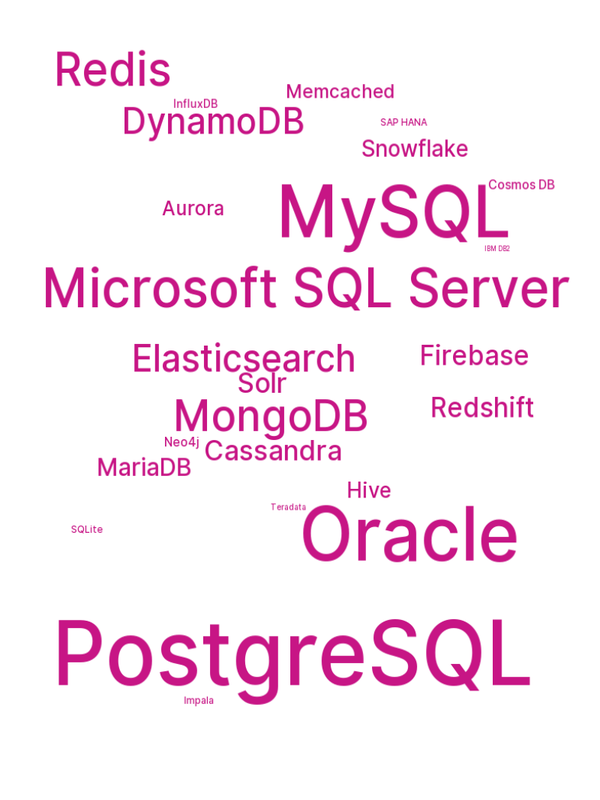 Redis
Memcached
InfluxDB
DynamoDB
SAP HANA
Snowflake
Cosmos DB
MySQL
Aurora
IBM DB2
Microsoft SQL Server
Elasticsearch
Firebase
Solr
MongoDB
Redshift
Neo4j
Cassandra
MariaDB
Hive
Teradata
Oracle
SQLite
PostgreSQL
Impala